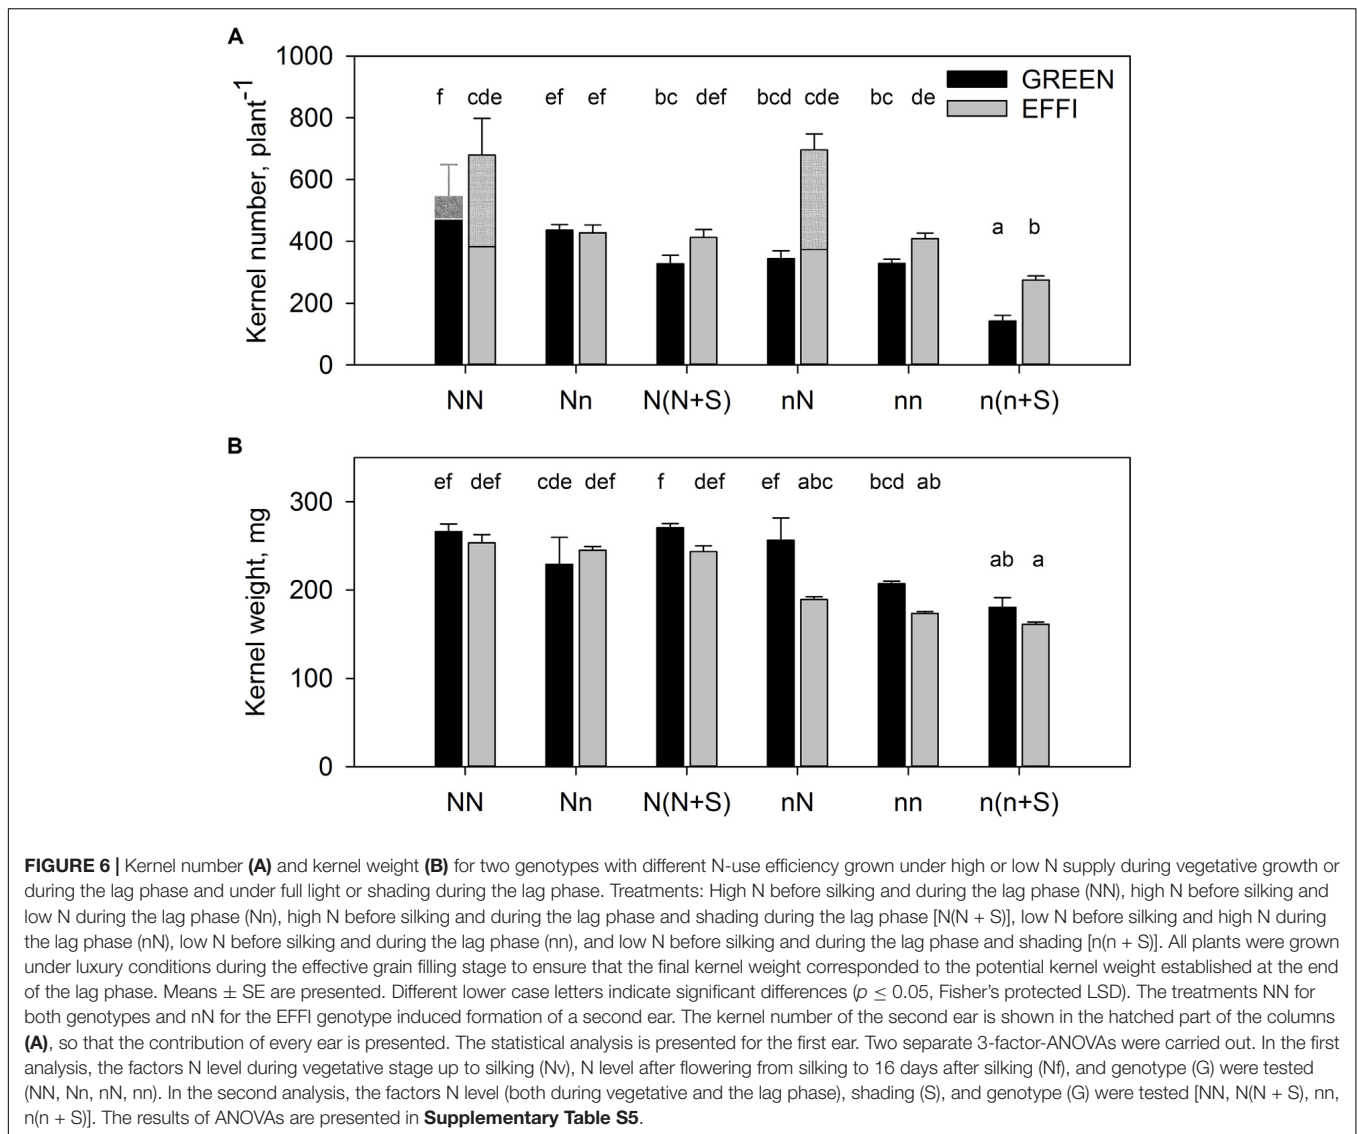 A
1000
800
600
400
200
0
Kernel number, plant-1
GREEN
EFFI
f cde ef ef bc def bcd cde bc de
a b
NN Nn N(N+S) nN nn n(n+S)
B
300
200
100
0
Kernel weight, mg
ef def cde def f def ef abc bcd ab
ab a
NN Nn N(N+S) nN nn n(n+S)
FIGURE 6 | Kernel number (A) and kernel weight (B) for two genotypes with different N-use efficiency grown under high or low N supply during vegetative growth or
during the lag phase and under full light or shading during the lag phase. Treatments: High N before silking and during the lag phase (NN), high N before silking and
low N during the lag phase (Nn), high N before silking and during the lag phase and shading during the lag phase [N(N + S)], low N before silking and high N during
the lag phase (nN), low N before silking and during the lag phase (nn), and low N before silking and during the lag phase and shading [n(n + S)]. All plants were grown
under luxury conditions during the effective grain filling stage to ensure that the final kernel weight corresponded to the potential kernel weight established at the end
of the lag phase. Means ± SE are presented. Different lower case letters indicate significant differences (p ≤ 0.05, Fisher's protected LSD). The treatments NN for
both genotypes and nN for the EFFI genotype induced formation of a second ear. The kernel number of the second ear is shown in the hatched part of the columns
(A), so that the contribution of every ear is presented. The statistical analysis is presented for the first ear. Two separate 3-factor-ANOVAs were carried out. In the first
analysis, the factors N level during vegetative stage up to silking (Nv), N level after flowering from silking to 16 days after silking (Nf), and genotype (G) were tested
(NN, Nn, nN, nn). In the second analysis, the factors N level (both during vegetative and the lag phase), shading (S), and genotype (G) were tested [NN, N(N + S), nn,
n(n + S)]. The results of ANOVAs are presented in Supplementary Table S5.